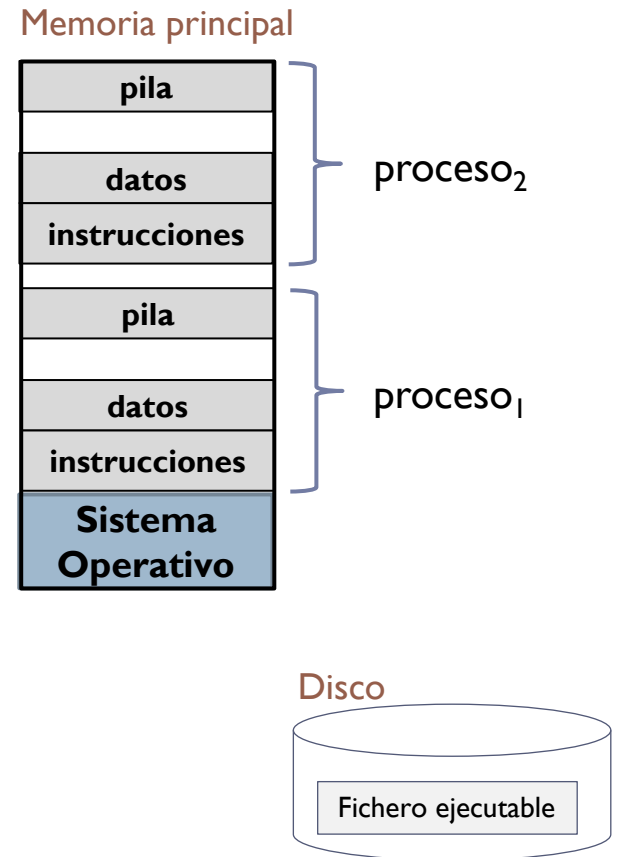 Memoria principal
pila
datos
instrucciones
proceso₂
pila
datos
instrucciones
proceso₁
Sistema
Operativo
Disco
Fichero ejecutable